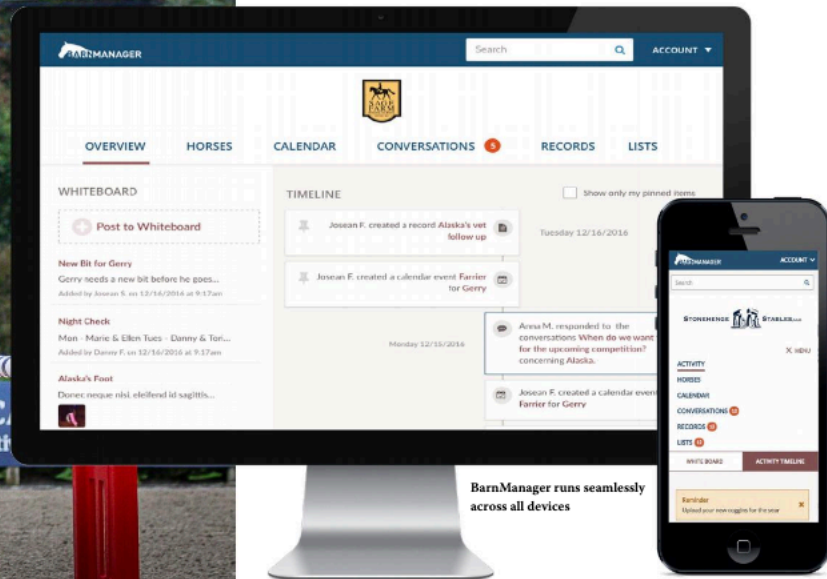 BARNMANAGER
Search
ACCOUNT
SAGE
FARM
OVERVIEW
HORSES
CALENDAR
CONVERSATIONS 5
RECORDS
LISTS
WHITEBOARD
Post to Whiteboard
New Bit for Gerry
Gerry needs a new bit before he goes...
Added by Josean S. on 12/16/2016 at 9:17am
Night Check
Mon - Marie & Ellen Tues - Danny & Tori...
Added by Danny F. on 12/16/2016 at 9:17am
Alaska's Foot
Donec neque nisi, eleifend id sagittis...
TIMELINE
Show only my pinned items
Josean F. created a record Alaska's vet
follow up
Tuesday 12/16/2016
Josean F. created a calendar event Farrier
for Gerry
Monday 12/15/2016
Anna M. responded to the
conversations When do we want
for the upcoming competition?
concerning Alaska.
Josean F. created a calendar event
Farrier for Gerry
BARNMANAGER
ACCOUNT
Search
STONEHENGE STABLES
MENU
ACTIVITY
HORSES
CALENDAR
CONVERSATIONS
RECORDS
LISTS
WHITE BOARD
ACTIVITY TIMELINE
Reminder
Upload your new coggins for the year
BarnManager runs seamlessly
across all devices